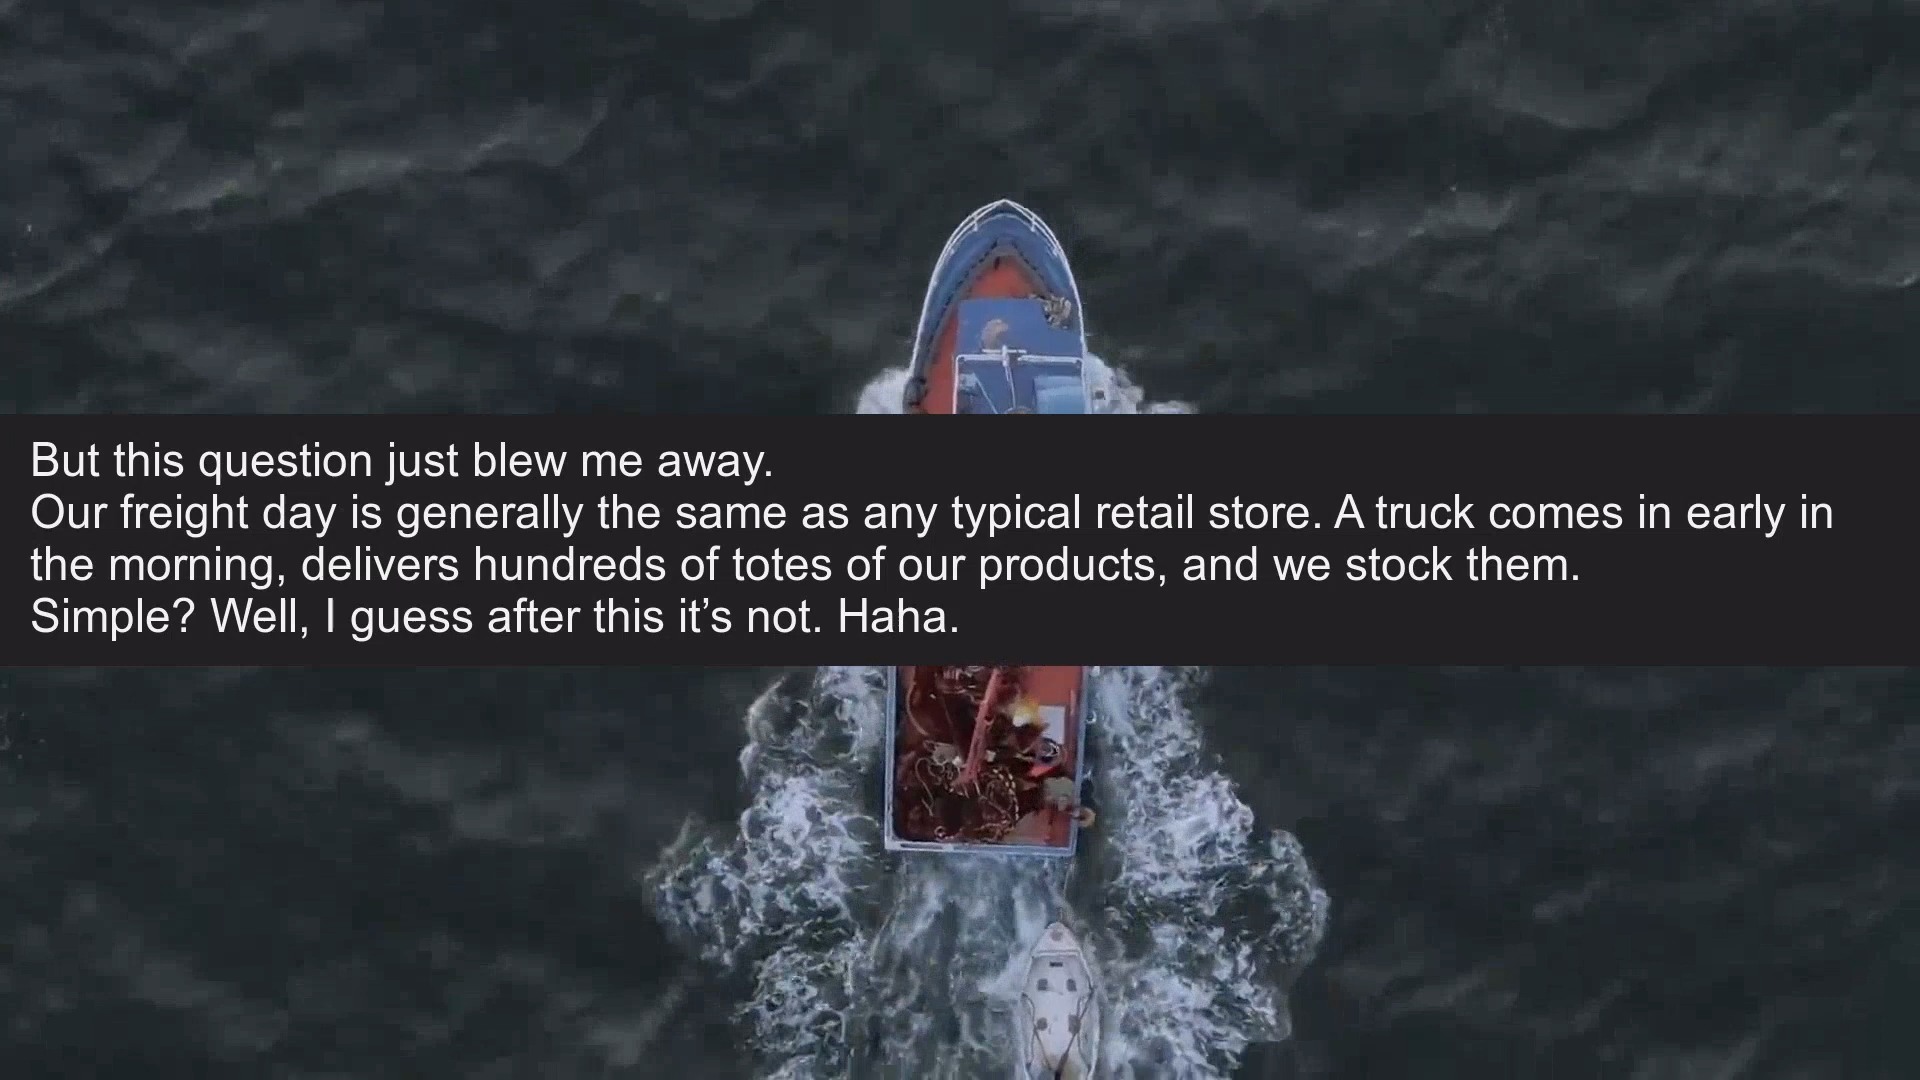 But this question just blew me away.
Our freight day is generally the same as any typical retail store. A truck comes in early in
the morning, delivers hundreds of totes of our products, and we stock them.
Simple? Well, I guess after this it’s not. Haha.